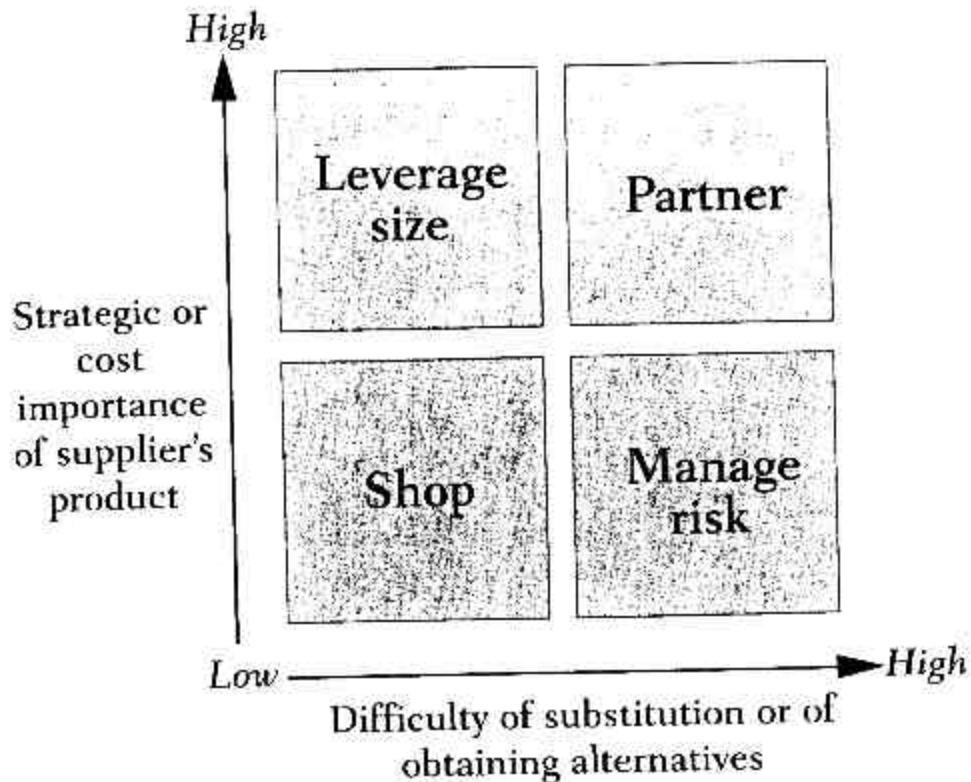 High
Leverage
size
Partner
Strategic or
cost
importance
of supplier's
product
Shop
Manage
risk
Low
High
Difficulty of substitution or of
obtaining alternatives